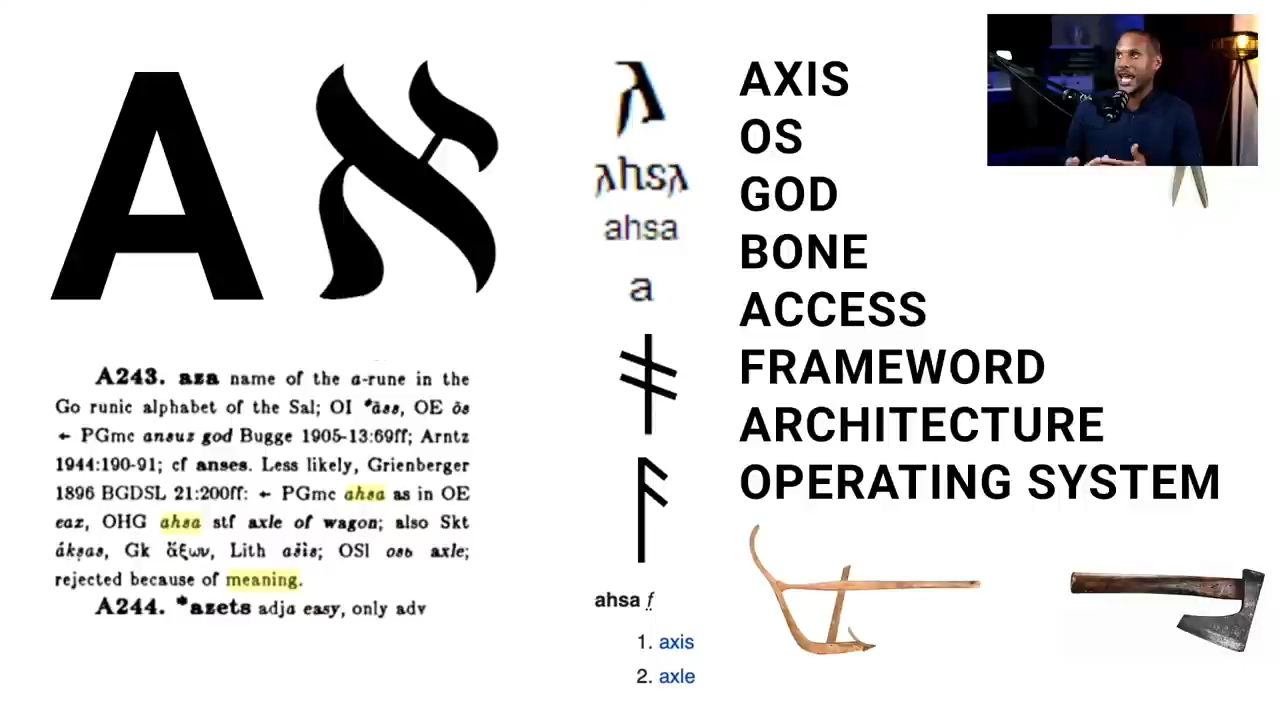 A א
A243. aza name of the a-rune in the
Go runic alphabet of the Sal; OI *āss, OE ōs
← PGmc ansuz god Bugge 1905-13:69ff; Arntz
1944:190-91; cf anses. Less likely, Grienberger
1896 BGDSL 21:200ff: ← PGmc ahsa as in OE
eax, OHG ahsa stf axle of wagon; also Skt
ákṣas, Gk ἄξων, Lith ašìs; OSl osь axle;
rejected because of meaning.
A244. *azets adja easy, only adv
𐌰
𐌰𐌷𐍃𐌰
ahsa
a
ᚨ
ahsa f
1. axis
2. axle
AXIS
OS
GOD
BONE
ACCESS
FRAMEWORD
ARCHITECTURE
OPERATING SYSTEM